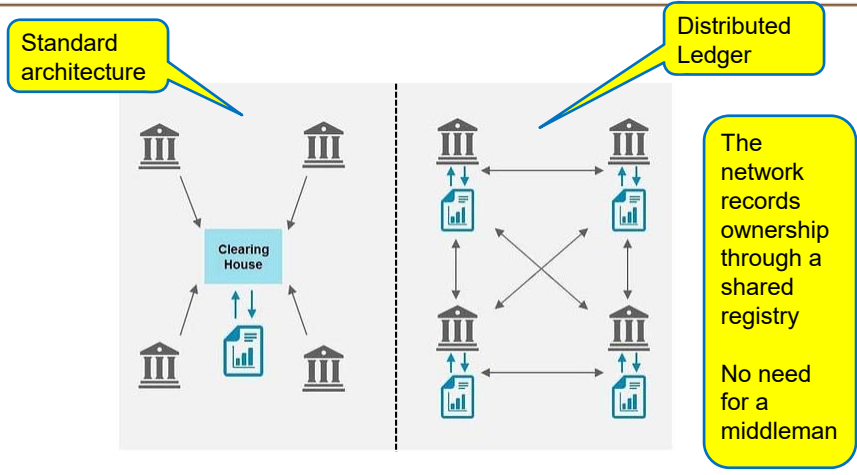 Standard
architecture
Distributed
Ledger
Clearing
House
The
network
records
ownership
through a
shared
registry
No need
for a
middleman